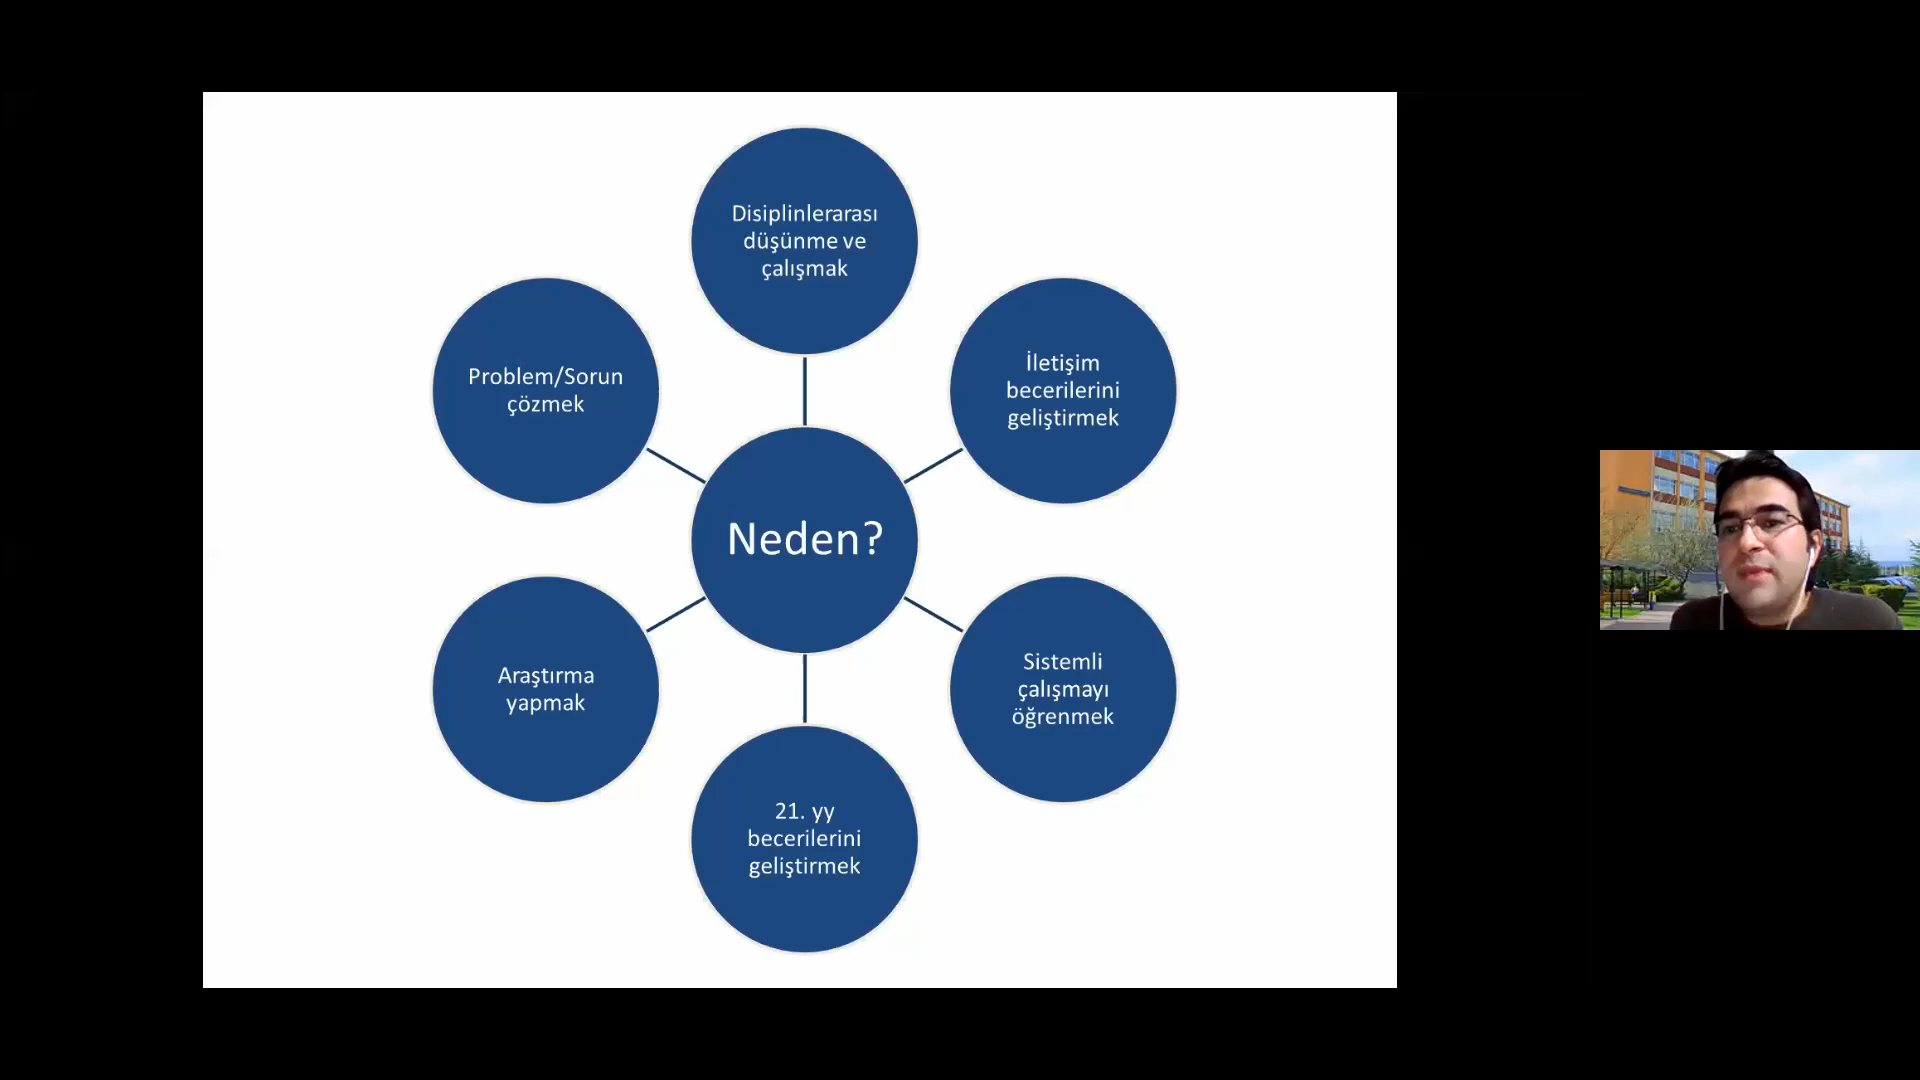 Disiplinlerarası
düşünme ve
çalışmak
Problem/Sorun
çözmek
İletişim
becerilerini
geliştirmek
Neden?
Araştırma
yapmak
Sistemli
çalışmayı
öğrenmek
21. yy
becerilerini
geliştirmek